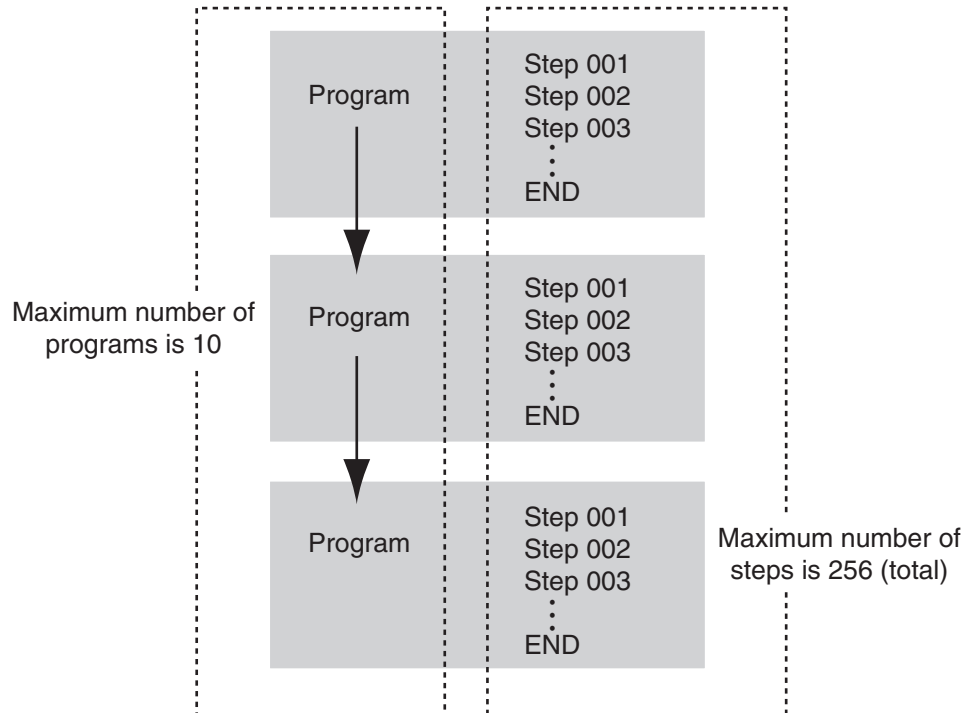 Program
Step 001
Step 002
Step 003
END
Maximum number of
programs is 10
Program
Step 001
Step 002
Step 003
END
Program
Step 001
Step 002
Step 003
END
Maximum number of
steps is 256 (total)